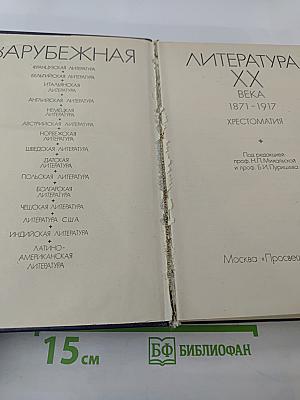 ЗАРУБЕЖНАЯ
ФРАНЦУЗСКАЯ ЛИТЕРАТУРА
БЕЛЬГИЙСКАЯ ЛИТЕРАТУРА
ИТАЛЬЯНСКАЯ
ЛИТЕРАТУРА
АНГЛИЙСКАЯ ЛИТЕРАТУРА
НЕМЕЦКАЯ
ЛИТЕРАТУРА
АВСТРИЙСКАЯ ЛИТЕРАТУРА
НОРВЕЖСКАЯ
ЛИТЕРАТУРА
ШВЕДСКАЯ ЛИТЕРАТУРА
ДАТСКАЯ
ЛИТЕРАТУРА
ПОЛЬСКАЯ ЛИТЕРАТУРА
БОЛГАРСКАЯ
ЛИТЕРАТУРА
ЧЕШСКАЯ ЛИТЕРАТУРА
ЛИТЕРАТУРА США
ИНДИЙСКАЯ ЛИТЕРАТУРА
ЛАТИНО-
АМЕРИКАНСКАЯ
ЛИТЕРАТУРА
ЛИТЕРАТУРА
XX
ВЕКА
1871-1917
ХРЕСТОМАТИЯ
Под редакцией
проф. Н.П.Михальской
и проф. Б.И.Пуришева
Москва «Просвещ
15 см
БФ БИБЛИОФАН